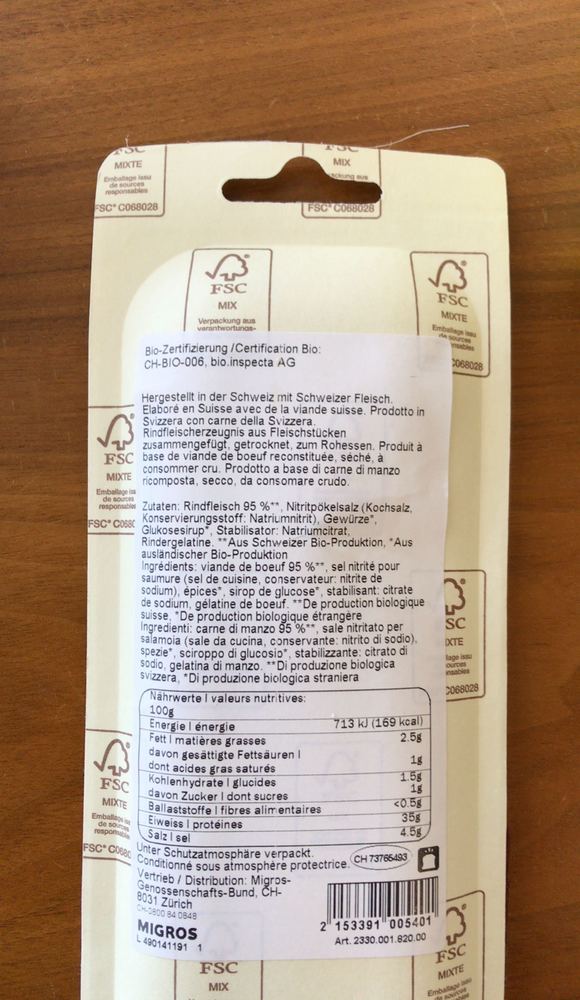 FSC
MIXTE
Emballage issu
de sources
responsables
FSC® C068028
FSC
MIX
FSC® C068028
FSC
MIX
Verpackung aus
verantwortungs-
FSC
MIXTE
Emballage issu
C068028
Bio-Zertifizierung /Certification Bio:
CH-BIO-006, bio.inspecta AG
Hergestellt in der Schweiz mit Schweizer Fleisch.
Elaboré en Suisse avec de la viande suisse. Prodotto in
Svizzera con carne della Svizzera.
Rindfleischerzeugnis aus Fleischstücken
zusammengefügt, getrocknet, zum Rohessen. Produit à
base de viande de boeuf reconstituée, séché, à
consommer cru. Prodotto a base di carne di manzo
ricomposta, secco, da consomare crudo.
Zutaten: Rindfleisch 95 %**, Nitritpökelsalz (Kochsalz,
Konservierungsstoff: Natriumnitrit), Gewürze*,
Glukosesirup*, Stabilisator: Natriumcitrat,
Rindergelatine. **Aus Schweizer Bio-Produktion, *Aus
ausländischer Bio-Produktion
Ingrédients: viande de boeuf 95 %**, sel nitrité pour
saumure (sel de cuisine, conservateur: nitrite de
sodium), épices*, sirop de glucose*, stabilisant: citrate
de sodium, gélatine de boeuf. **De production biologique
suisse, *De production biologique étrangère
Ingredienti: carne di manzo 95 %**, sale nitritato per
salamoia (sale da cucina, conservante: nitrito di sodio),
spezie*, sciroppo di glucosio*, stabilizzante: citrato di
sodio, gelatina di manzo. **Di produzione biologica
svizzera, *Di produzione biologica straniera
Nährwerte l valeurs nutritives:
100g
Energie l énergie 713 kJ (169 kcal)
Fett l matières grasses 2.5g
davon gesättigte Fettsäuren l
dont acides gras saturés 1g
Kohlenhydrate l glucides 1.5g
davon Zucker l dont sucres 1g
Ballaststoffe l fibres alimentaires <0.5g
Eiweiss l protéines 35g
Salz l sel 4.5g
Unter Schutzatmosphäre verpackt.
Conditionné sous atmosphère protectrice.
CH 73765493
Vertrieb / Distribution: Migros-
Genossenschafts-Bund, CH-
8031 Zürich
CH-0800 84 0848
MIGROS
L 490141191 1
2 153391 005401
Art. 2330.001.820.00
FSC
MIXTE
Emballage iss
de sources
responsab
FSC® C068
FSC
MIXTE
FSC® C068
C068028
FSC
MIX
FSC
MIXTE
Emballage issu
de sources